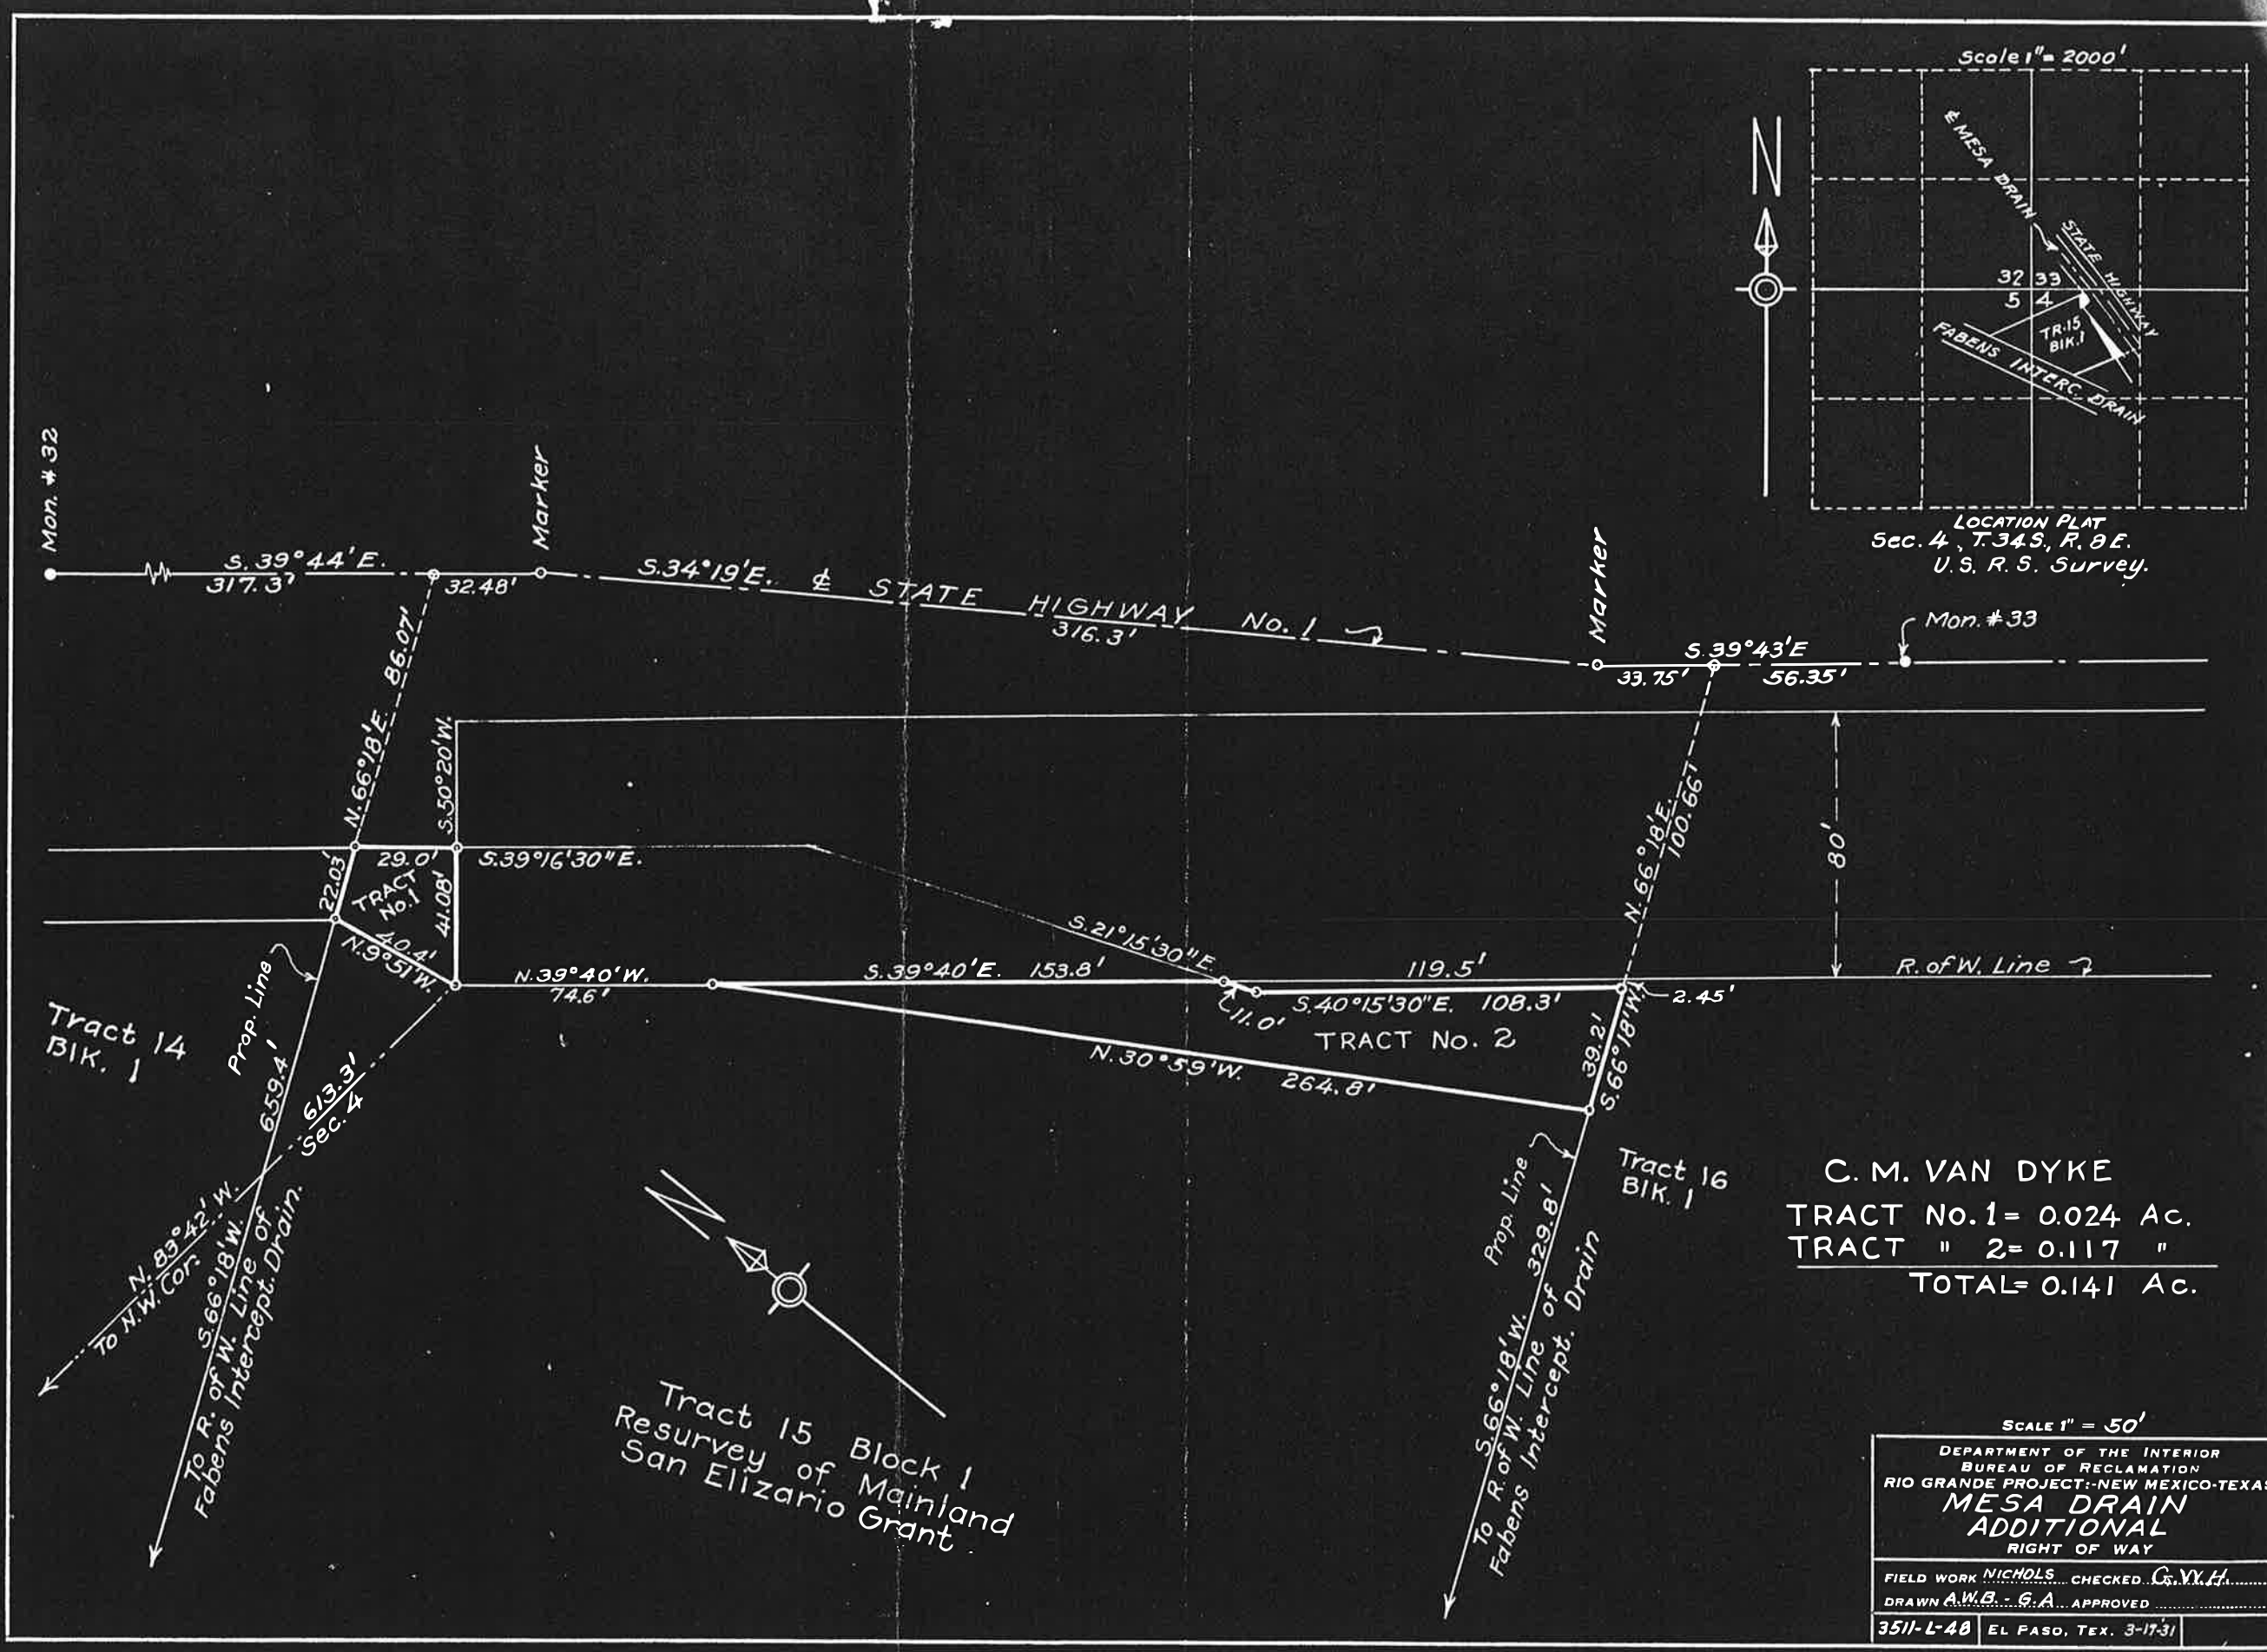 Scale 1" = 2000'
N
₵ MESA DRAIN
STATE HIGHWAY
32 33
5 4
TR.15
BlK.1
FABENS INTERC. DRAIN
LOCATION PLAT
Sec. 4, T. 34 S., R. 8 E.
U.S. R.S. Survey.
Mon. #32
Marker
S. 39°44' E.
317.3'
32.48'
S. 34°19' E. ₵ STATE HIGHWAY No. 1
316.3'
Marker
S. 39°43' E
33.75'
56.35'
Mon. #33
N. 66°18' E. 86.07'
S. 50°20' W.
N. 66°18' E.
100.66'
80'
22.03
29.0'
S. 39°16'30" E.
TRACT
No. 1
41.08'
40.4'
N. 9°51' W.
S. 21°15'30" E.
N. 39°40' W.
74.6'
S. 39°40' E. 153.8'
119.5'
R. of W. Line
11.0'
S. 40°15'30" E. 108.3'
2.45'
TRACT No. 2
39.2'
S. 66°18' W.
N. 30°59' W. 264.8'
Tract 14
BlK. 1
Prop. Line
659.4'
613.3'
Sec. 4
N. 83°42' W.
To N.W. Cor.
S. 66°18' W.
To R. of W. Line of
Fabens Intercept. Drain.
N
Tract 15 Block 1
Resurvey of Mainland
San Elizario Grant
Prop. Line
Tract 16
BlK. 1
S. 66°18' W. 329.8'
To R. of W. Line of
Fabens Intercept. Drain
C. M. VAN DYKE
TRACT No. 1 = 0.024 Ac.
TRACT " 2 = 0.117 "
TOTAL = 0.141 Ac.
SCALE 1" = 50'
DEPARTMENT OF THE INTERIOR
BUREAU OF RECLAMATION
RIO GRANDE PROJECT:-NEW MEXICO-TEXAS
MESA DRAIN
ADDITIONAL
RIGHT OF WAY
FIELD WORK NICHOLS CHECKED G.W.H.
DRAWN A.W.B. - G.A. APPROVED
3511-L-48 EL PASO, TEX. 3-17-31